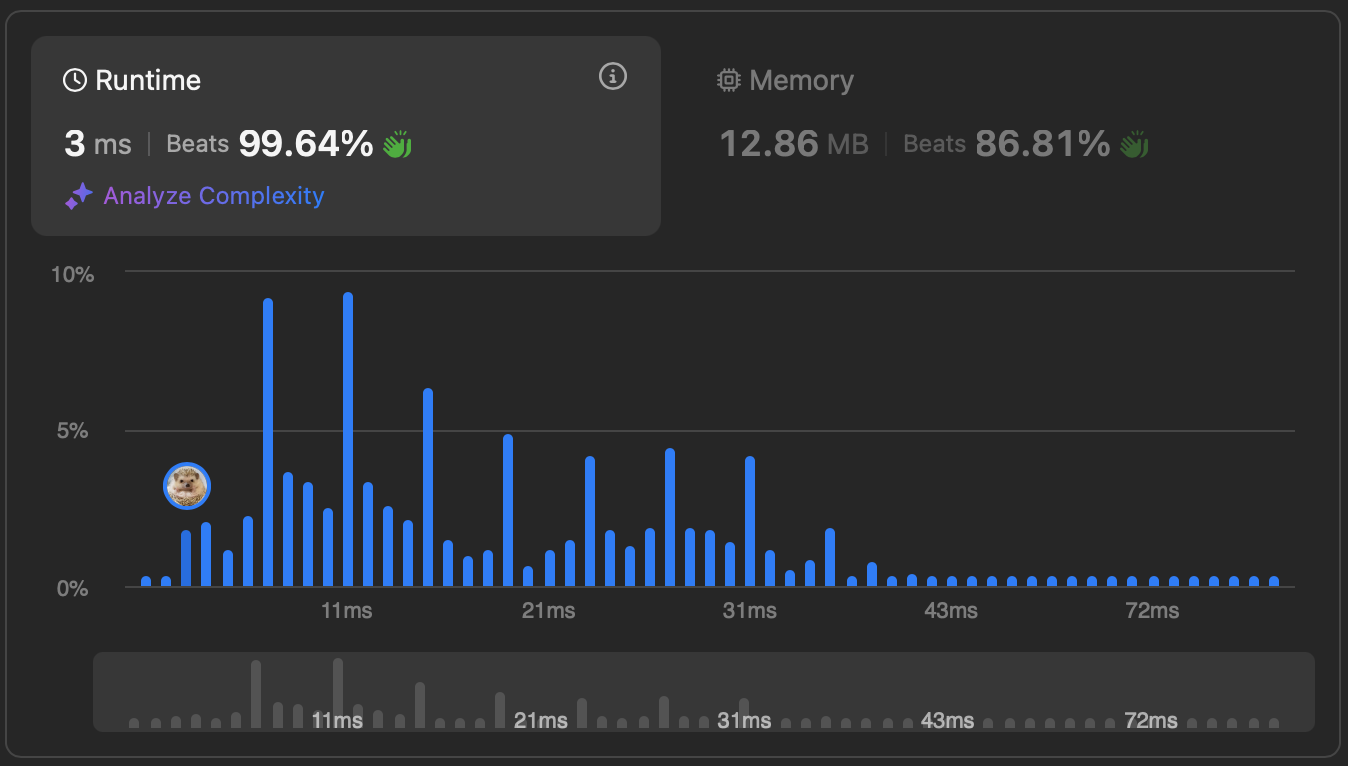 Runtime
3 ms | Beats 99.64%
Analyze Complexity
Memory
12.86 MB | Beats 86.81%
10%
5%
0%
11ms 21ms 31ms 43ms 72ms
11ms 21ms 31ms 43ms 72ms